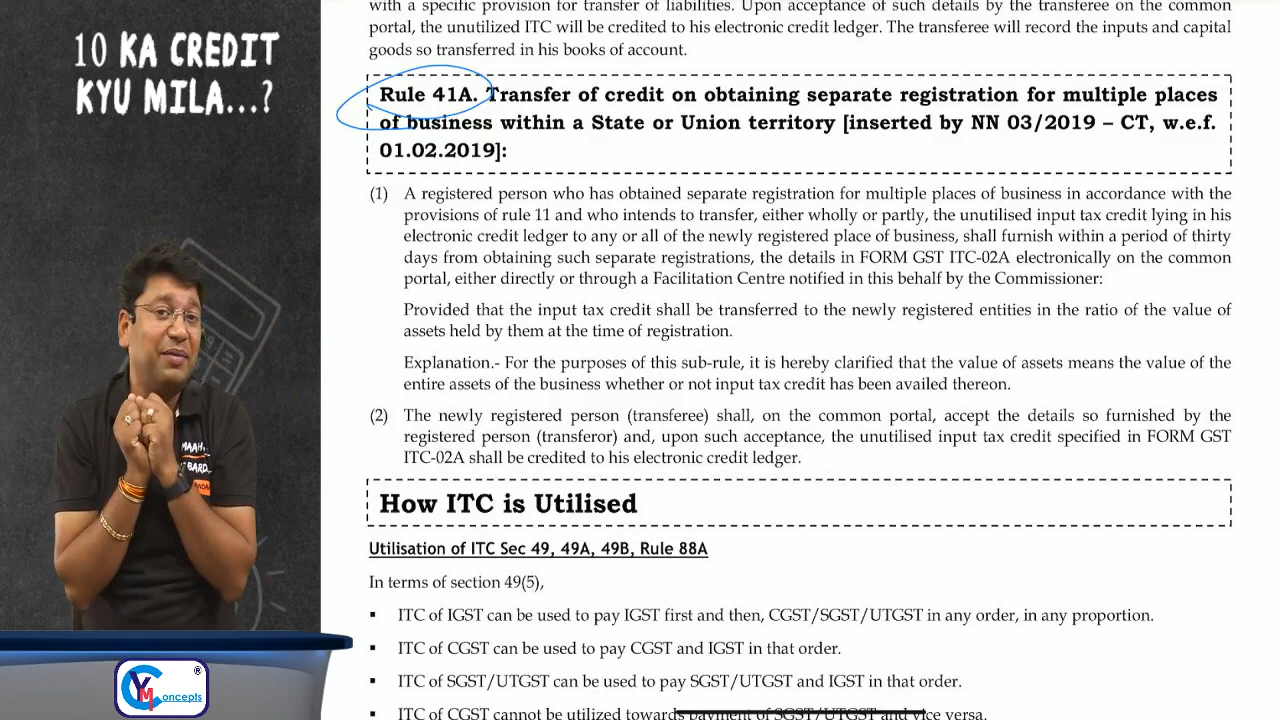 10 KA CREDIT
KYU MILA...?
with a specific provision for transfer of liabilities. Upon acceptance of such details by the transferee on the common
portal, the unutilized ITC will be credited to his electronic credit ledger. The transferee will record the inputs and capital
goods so transferred in his books of account.
Rule 41A. Transfer of credit on obtaining separate registration for multiple places
of business within a State or Union territory [inserted by NN 03/2019 – CT, w.e.f.
01.02.2019]:
(1) A registered person who has obtained separate registration for multiple places of business in accordance with the
provisions of rule 11 and who intends to transfer, either wholly or partly, the unutilised input tax credit lying in his
electronic credit ledger to any or all of the newly registered place of business, shall furnish within a period of thirty
days from obtaining such separate registrations, the details in FORM GST ITC-02A electronically on the common
portal, either directly or through a Facilitation Centre notified in this behalf by the Commissioner:
Provided that the input tax credit shall be transferred to the newly registered entities in the ratio of the value of
assets held by them at the time of registration.
Explanation.- For the purposes of this sub-rule, it is hereby clarified that the value of assets means the value of the
entire assets of the business whether or not input tax credit has been availed thereon.
(2) The newly registered person (transferee) shall, on the common portal, accept the details so furnished by the
registered person (transferor) and, upon such acceptance, the unutilised input tax credit specified in FORM GST
ITC-02A shall be credited to his electronic credit ledger.
How ITC is Utilised
Utilisation of ITC Sec 49, 49A, 49B, Rule 88A
In terms of section 49(5),
▪ ITC of IGST can be used to pay IGST first and then, CGST/SGST/UTGST in any order, in any proportion.
▪ ITC of CGST can be used to pay CGST and IGST in that order.
▪ ITC of SGST/UTGST can be used to pay SGST/UTGST and IGST in that order.
▪ ITC of CGST cannot be utilized towards payment of SGST/UTGST and vice versa.
YM Concepts ®